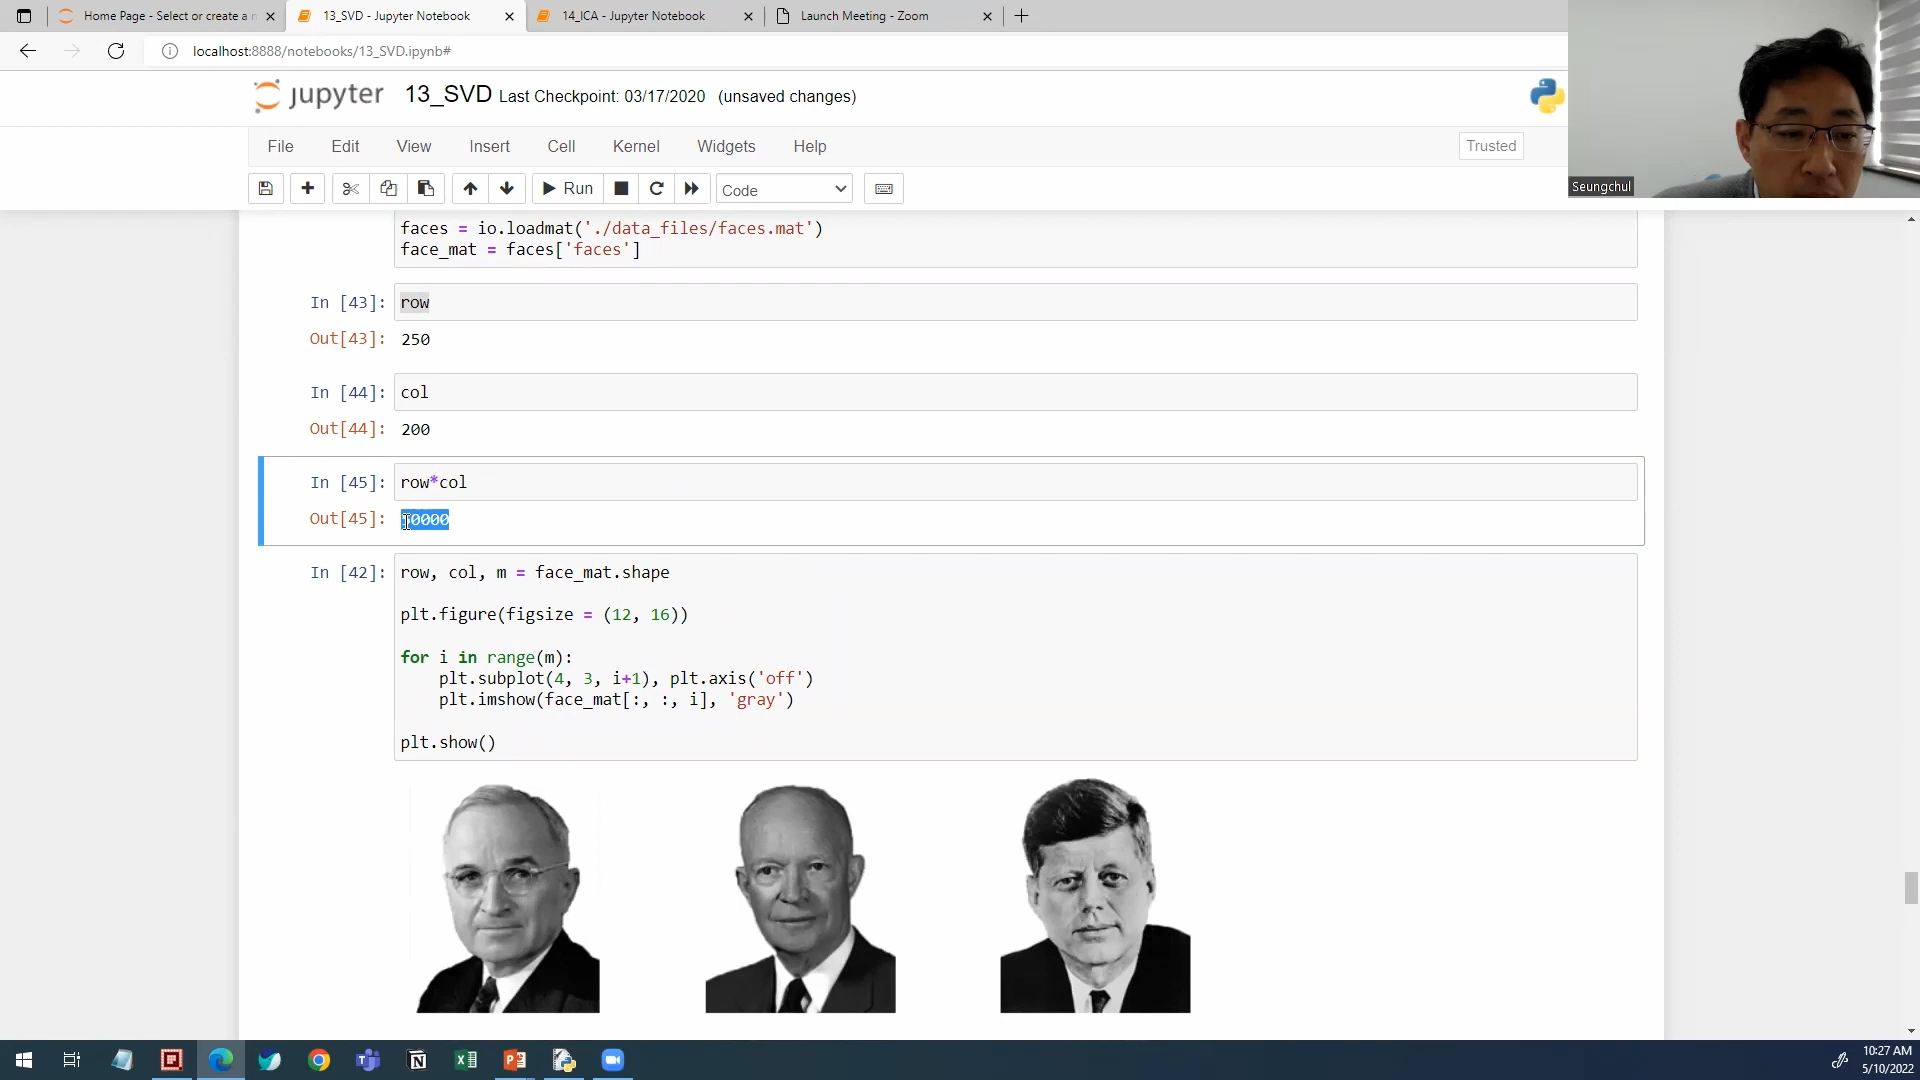 Home Page - Select or create a n
13_SVD - Jupyter Notebook
14_ICA - Jupyter Notebook
Launch Meeting - Zoom
localhost:8888/notebooks/13_SVD.ipynb#
jupyter 13_SVD Last Checkpoint: 03/17/2020 (unsaved changes)
File Edit View Insert Cell Kernel Widgets Help
Trusted
Seungchul
Run
Code
faces = io.loadmat('./data_files/faces.mat')
face_mat = faces['faces']
In [43]: row
Out[43]: 250
In [44]: col
Out[44]: 200
In [45]: row*col
Out[45]: 50000
In [42]: row, col, m = face_mat.shape
plt.figure(figsize = (12, 16))
for i in range(m):
plt.subplot(4, 3, i+1), plt.axis('off')
plt.imshow(face_mat[:, :, i], 'gray')
plt.show()
10:27 AM
5/10/2022